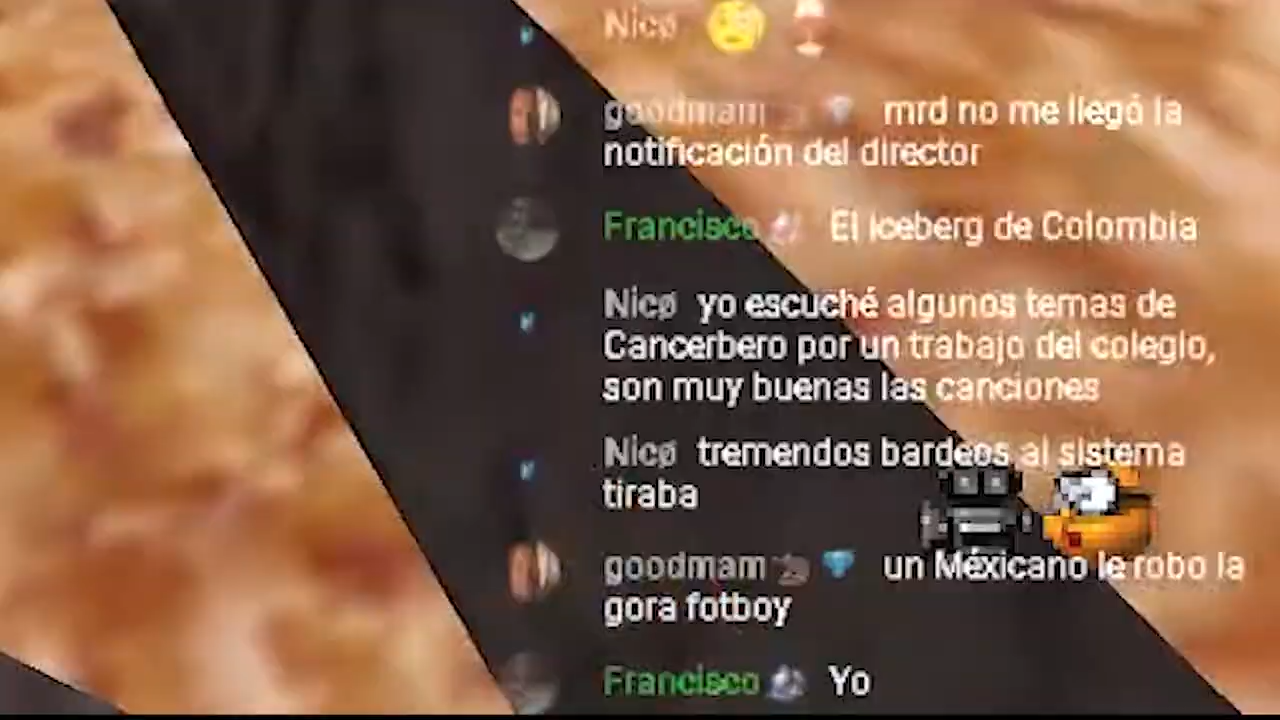 Nicø
goodmam mrd no me llegó la
notificación del director
Francisco El iceberg de Colombia
Nicø yo escuché algunos temas de
Cancerbero por un trabajo del colegio,
son muy buenas las canciones
Nicø tremendos bardeos al sistema
tiraba
goodmam un Méxicano le robo la
gora fotboy
Francisco Yo